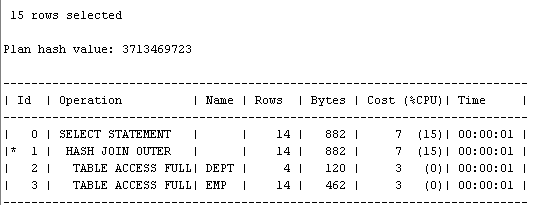 15 rows selected
Plan hash value: 3713469723
--------------------------------------------------------------------------
| Id | Operation | Name | Rows | Bytes | Cost (%CPU)| Time |
--------------------------------------------------------------------------
| 0 | SELECT STATEMENT | | 14 | 882 | 7 (15)| 00:00:01 |
|* 1 | HASH JOIN OUTER | | 14 | 882 | 7 (15)| 00:00:01 |
| 2 | TABLE ACCESS FULL| DEPT | 4 | 120 | 3 (0)| 00:00:01 |
| 3 | TABLE ACCESS FULL| EMP | 14 | 462 | 3 (0)| 00:00:01 |
--------------------------------------------------------------------------